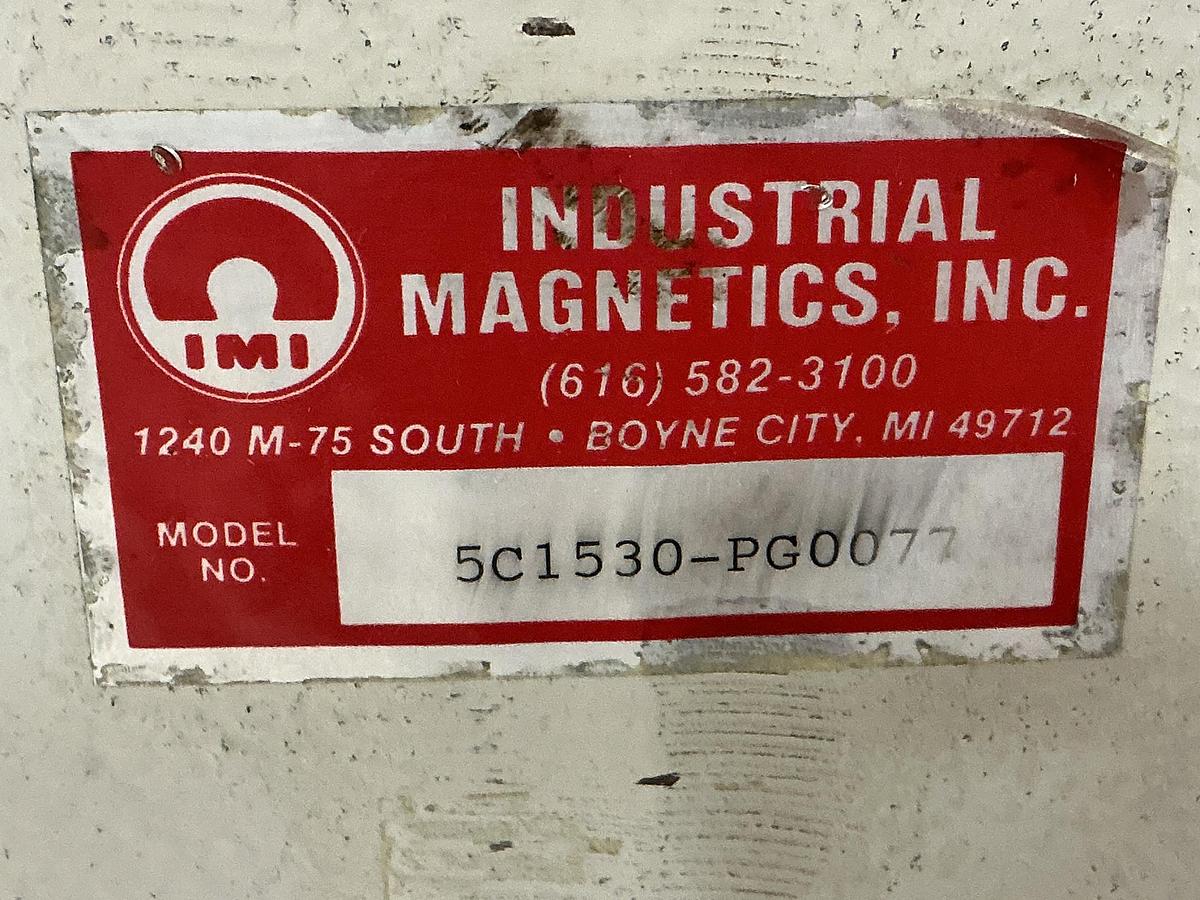 IMI
INDUSTRIAL
MAGNETICS, INC.
(616) 582-3100
1240 M-75 SOUTH • BOYNE CITY, MI 49712
MODEL
NO.
5C1530-PG0077